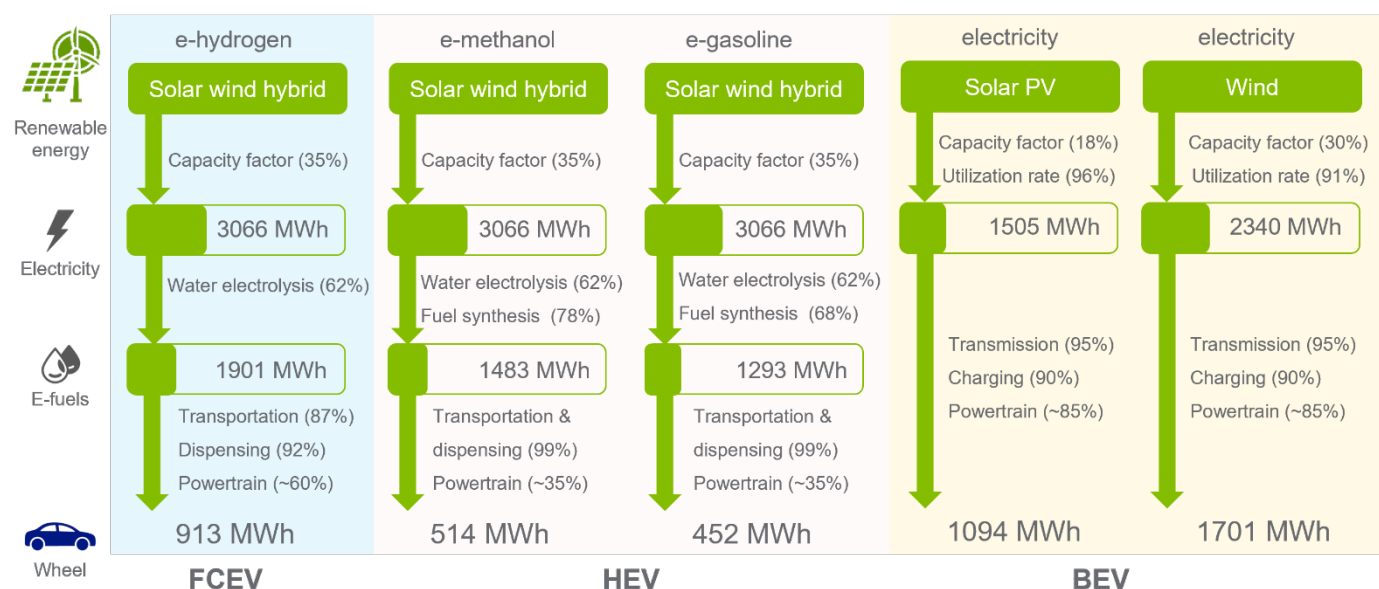 e-hydrogen
e-methanol
e-gasoline
electricity
electricity
Solar wind hybrid
Solar wind hybrid
Solar wind hybrid
Solar PV
Wind
Renewable
energy
Capacity factor (35%)
Capacity factor (35%)
Capacity factor (35%)
Capacity factor (18%)
Utilization rate (96%)
Capacity factor (30%)
Utilization rate (91%)
Electricity
3066 MWh
3066 MWh
3066 MWh
1505 MWh
2340 MWh
Water electrolysis (62%)
Water electrolysis (62%)
Fuel synthesis (78%)
Water electrolysis (62%)
Fuel synthesis (68%)
E-fuels
1901 MWh
1483 MWh
1293 MWh
Transmission (95%)
Charging (90%)
Powertrain (~85%)
Transmission (95%)
Charging (90%)
Powertrain (~85%)
Transportation (87%)
Dispensing (92%)
Powertrain (~60%)
Transportation &
dispensing (99%)
Powertrain (~35%)
Transportation &
dispensing (99%)
Powertrain (~35%)
Wheel
913 MWh
514 MWh
452 MWh
1094 MWh
1701 MWh
FCEV
HEV
BEV